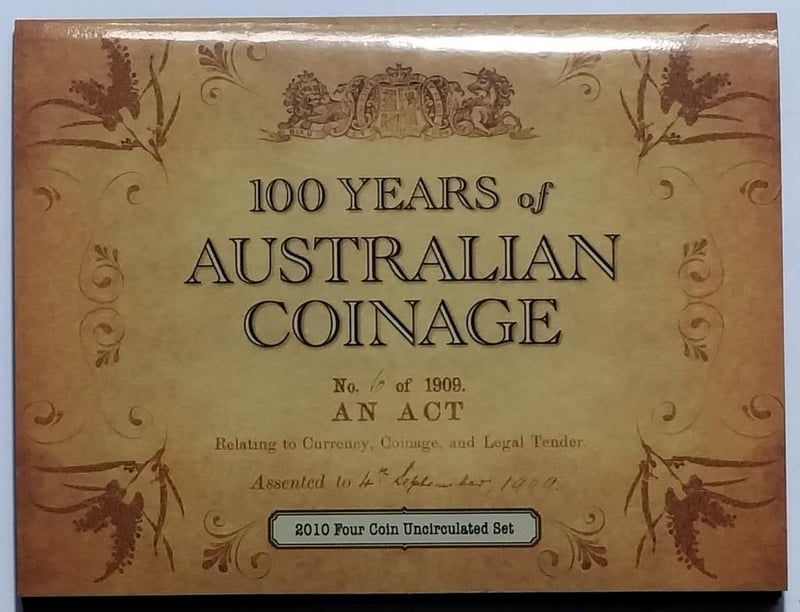 100 YEARS of
AUSTRALIAN
COINAGE
No. 6 of 1909.
AN ACT
Relating to Currency, Coinage, and Legal Tender.
Assented to 4th September, 1909.
2010 Four Coin Uncirculated Set